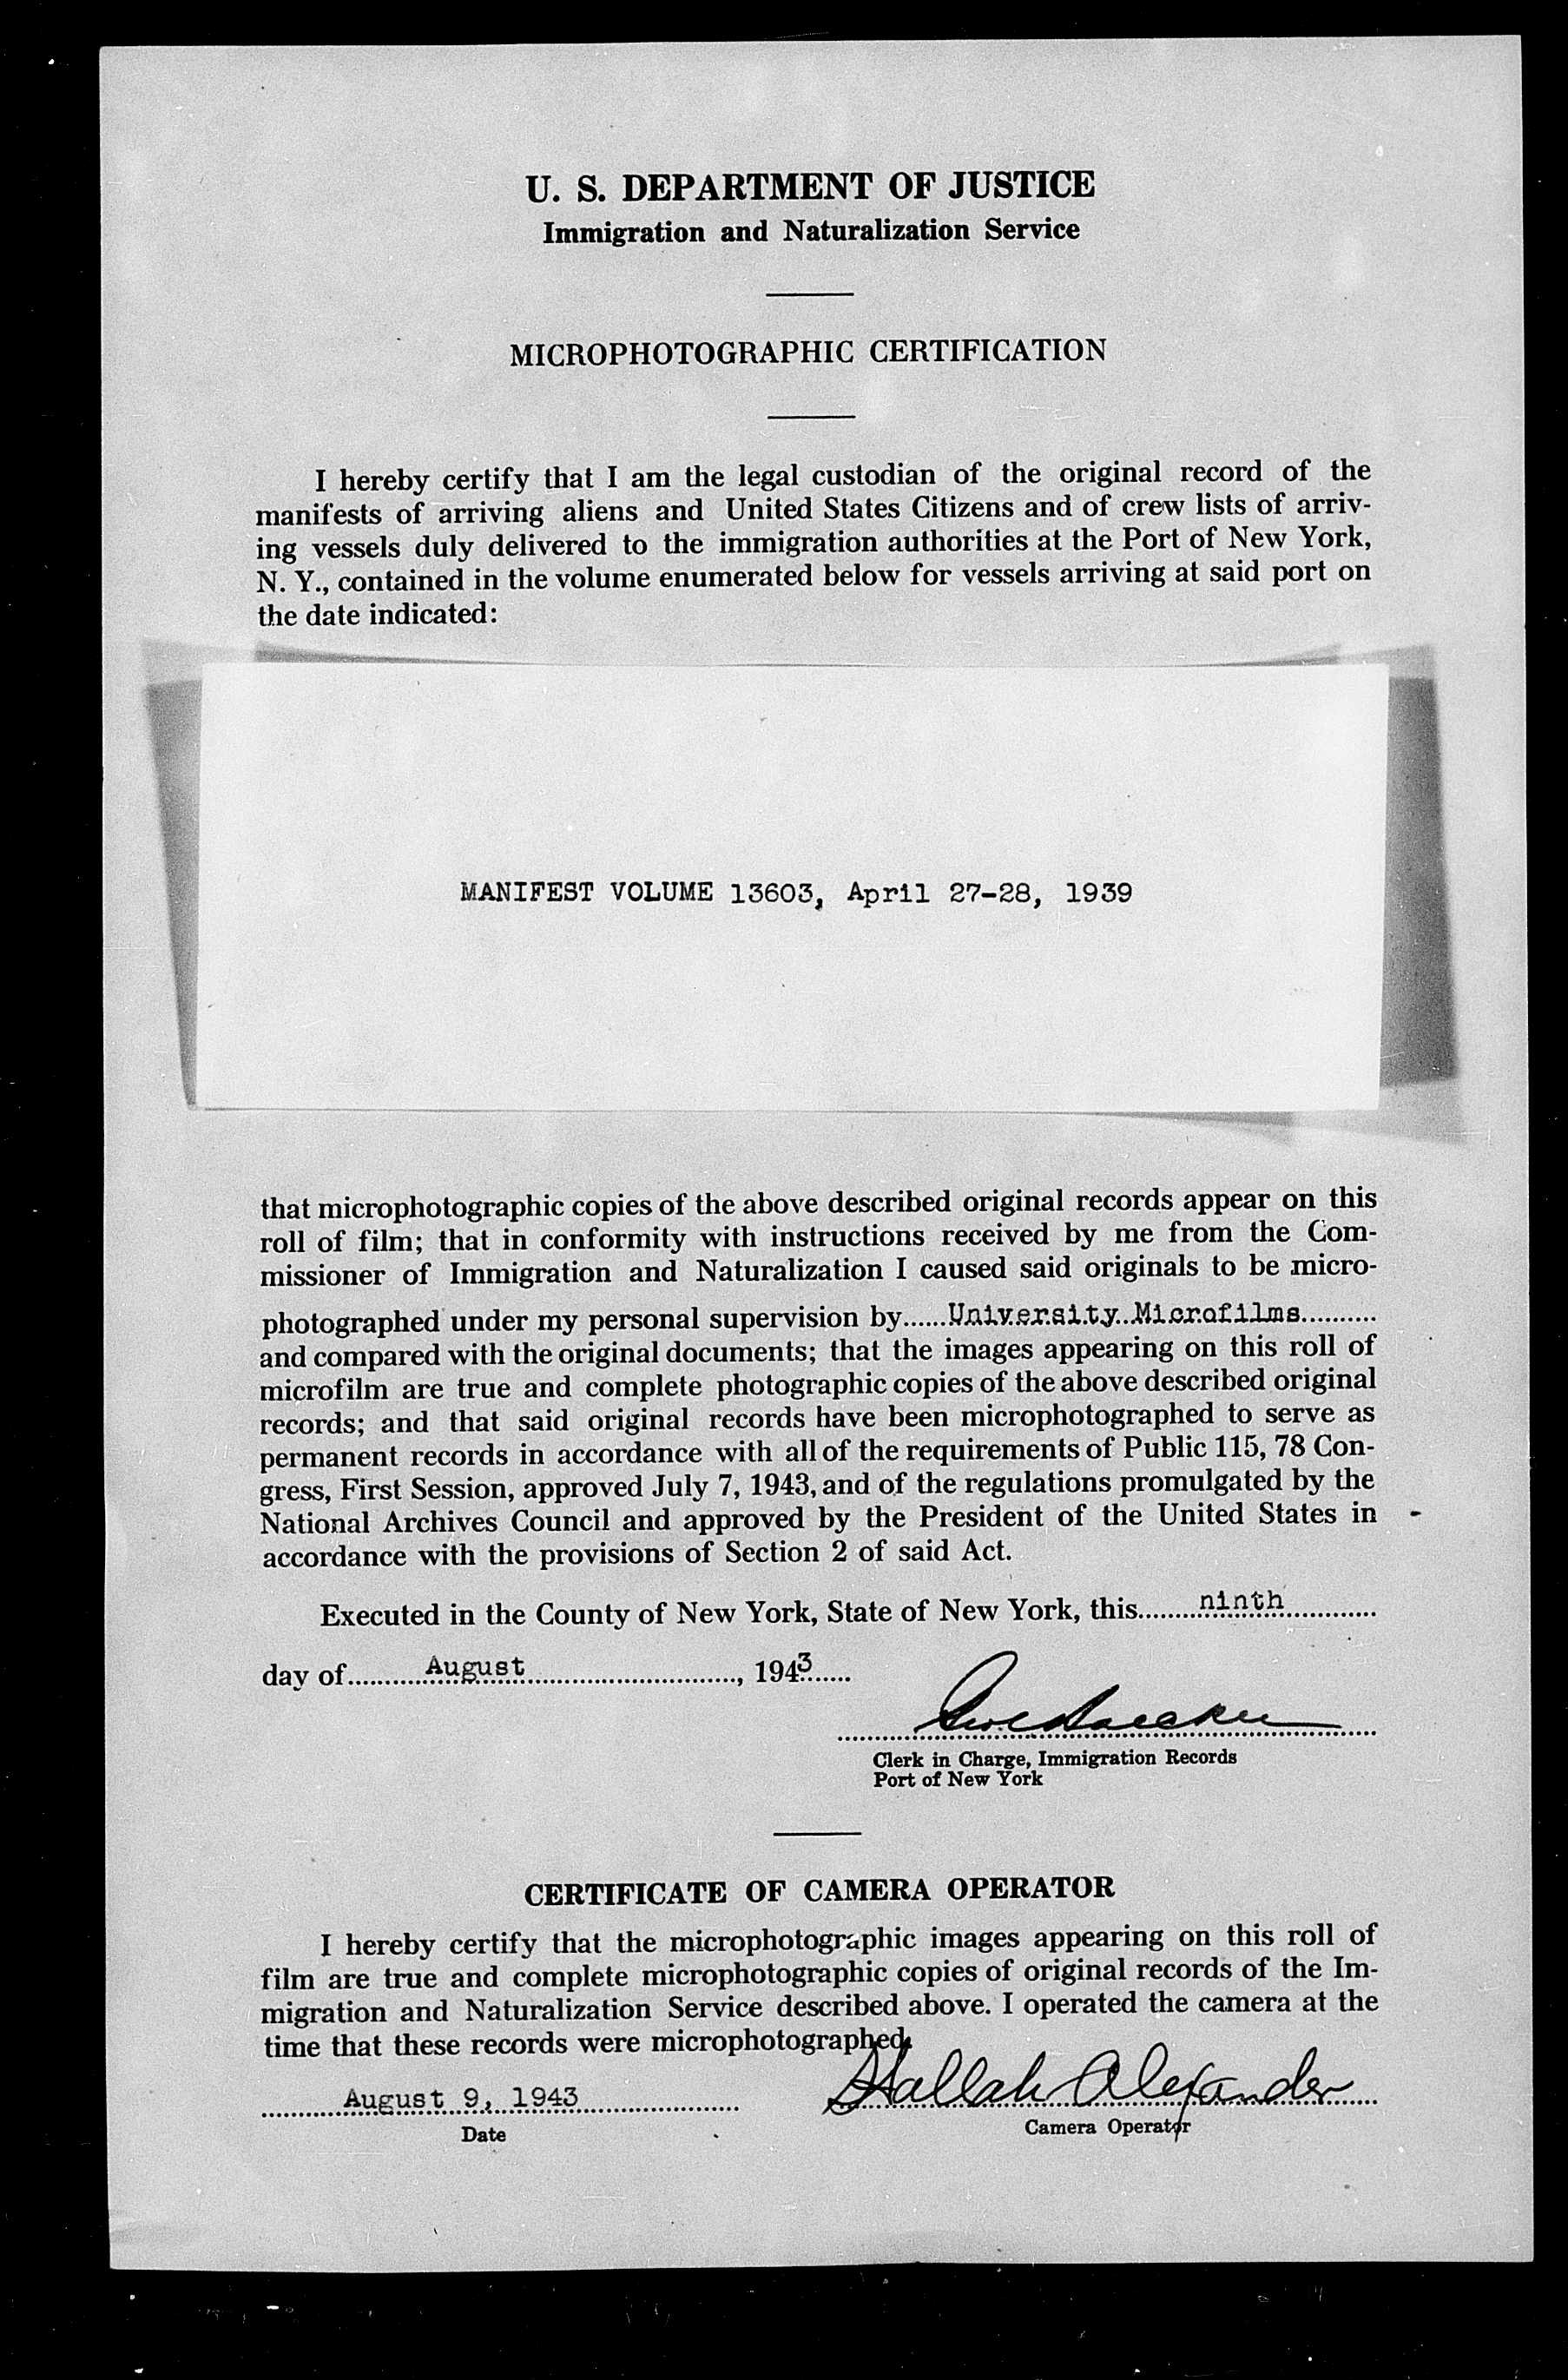 U. S. DEPARTMENT OF JUSTICE
Immigration and Naturalization Service
MICROPHOTOGRAPHIC CERTIFICATION
I hereby certify that I am the legal custodian of the original record of the
manifests of arriving aliens and United States Citizens and of crew lists of arriv-
ing vessels duly delivered to the immigration authorities at the Port of New York,
N. Y., contained in the volume enumerated below for vessels arriving at said port on
the date indicated:
MANIFEST VOLUME 13603, April 27-28, 1939
that microphotographic copies of the above described original records appear on this
roll of film; that in conformity with instructions received by me from the Com-
missioner of Immigration and Naturalization I caused said originals to be micro-
photographed under my personal supervision by......University Microfilms..........
and compared with the original documents; that the images appearing on this roll of
microfilm are true and complete photographic copies of the above described original
records; and that said original records have been microphotographed to serve as
permanent records in accordance with all of the requirements of Public 115, 78 Con-
gress, First Session, approved July 7, 1943, and of the regulations promulgated by the
National Archives Council and approved by the President of the United States in
accordance with the provisions of Section 2 of said Act.
Executed in the County of New York, State of New York, this.........ninth.............
day of............August................................., 1943......
Clerk in Charge, Immigration Records
Port of New York
CERTIFICATE OF CAMERA OPERATOR
I hereby certify that the microphotographic images appearing on this roll of
film are true and complete microphotographic copies of original records of the Im-
migration and Naturalization Service described above. I operated the camera at the
time that these records were microphotographed.
August 9, 1943 Alexander
Date Camera Operator